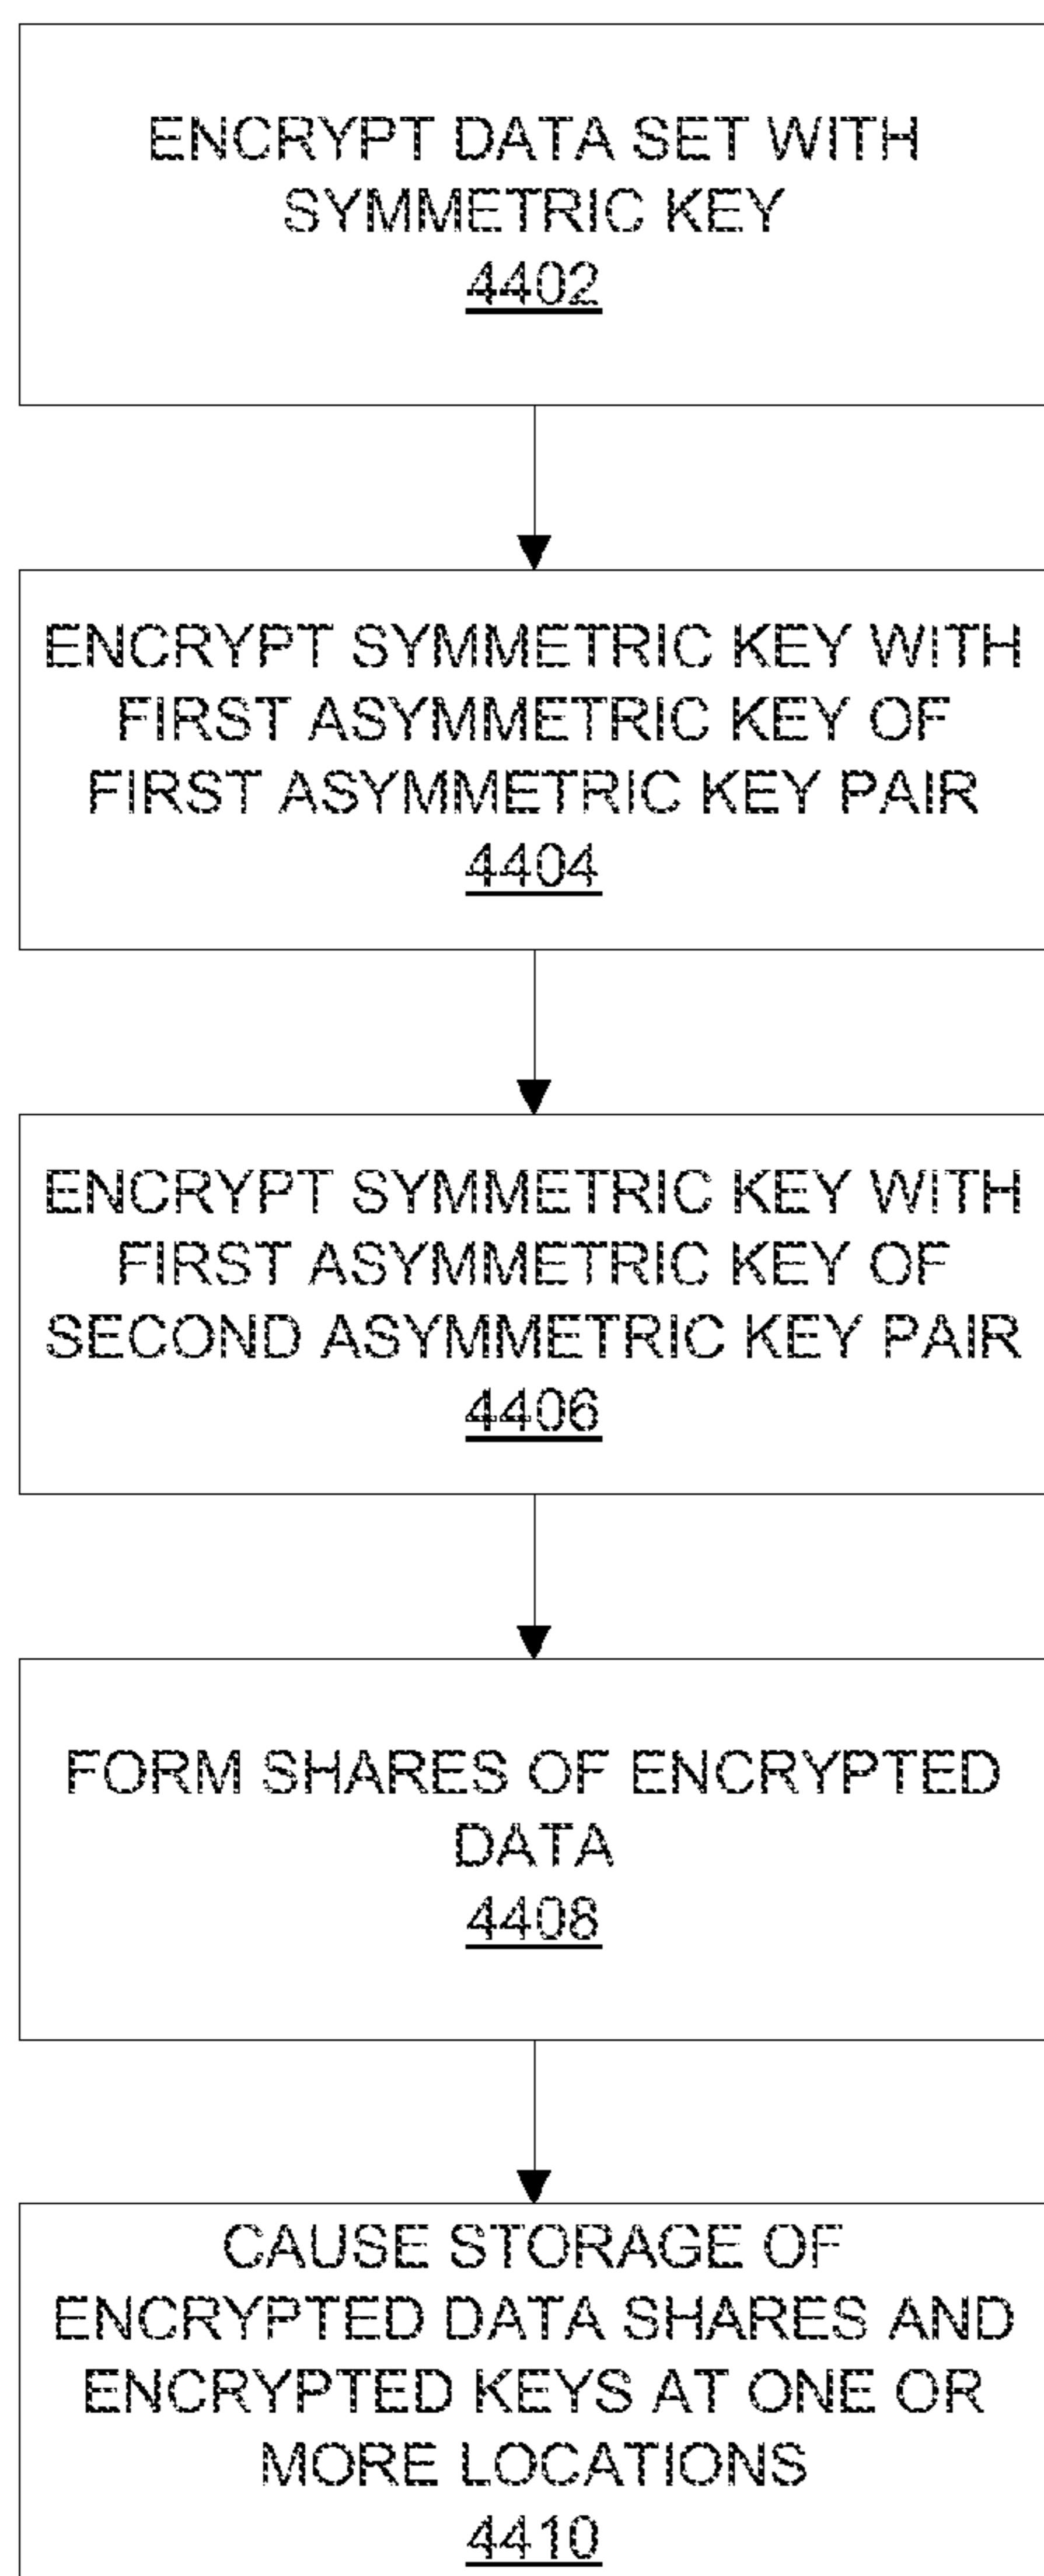 ENCRYPT DATA SET WITH
SYMMETRIC KEY
4402
ENCRYPT SYMMETRIC KEY WITH
FIRST ASYMMETRIC KEY OF
FIRST ASYMMETRIC KEY PAIR
4404
ENCRYPT SYMMETRIC KEY WITH
FIRST ASYMMETRIC KEY OF
SECOND ASYMMETRIC KEY PAIR
4406
FORM SHARES OF ENCRYPTED
DATA
4408
CAUSE STORAGE OF
ENCRYPTED DATA SHARES AND
ENCRYPTED KEYS AT ONE OR
MORE LOCATIONS
4410